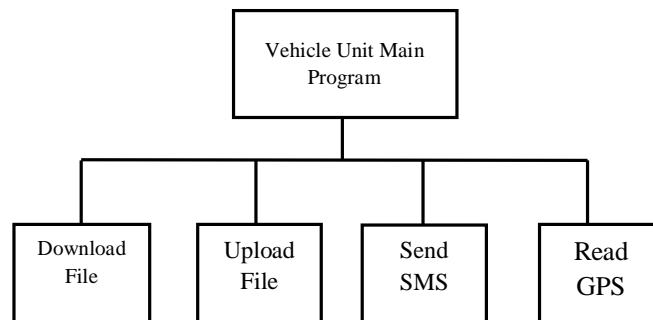 Vehicle Unit Main
Program
Download
File
Upload
File
Send
SMS
Read
GPS